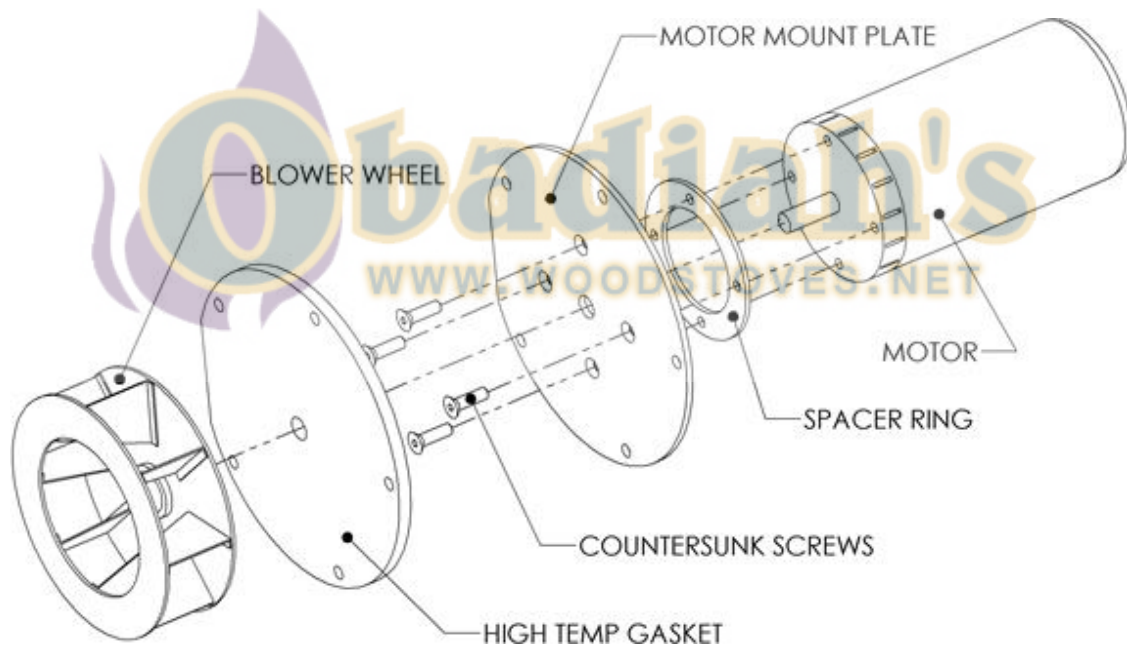 MOTOR MOUNT PLATE
Obadiah's
BLOWER WHEEL
WWW.WOODSTOVES.NET
MOTOR
SPACER RING
COUNTERSUNK SCREWS
HIGH TEMP GASKET